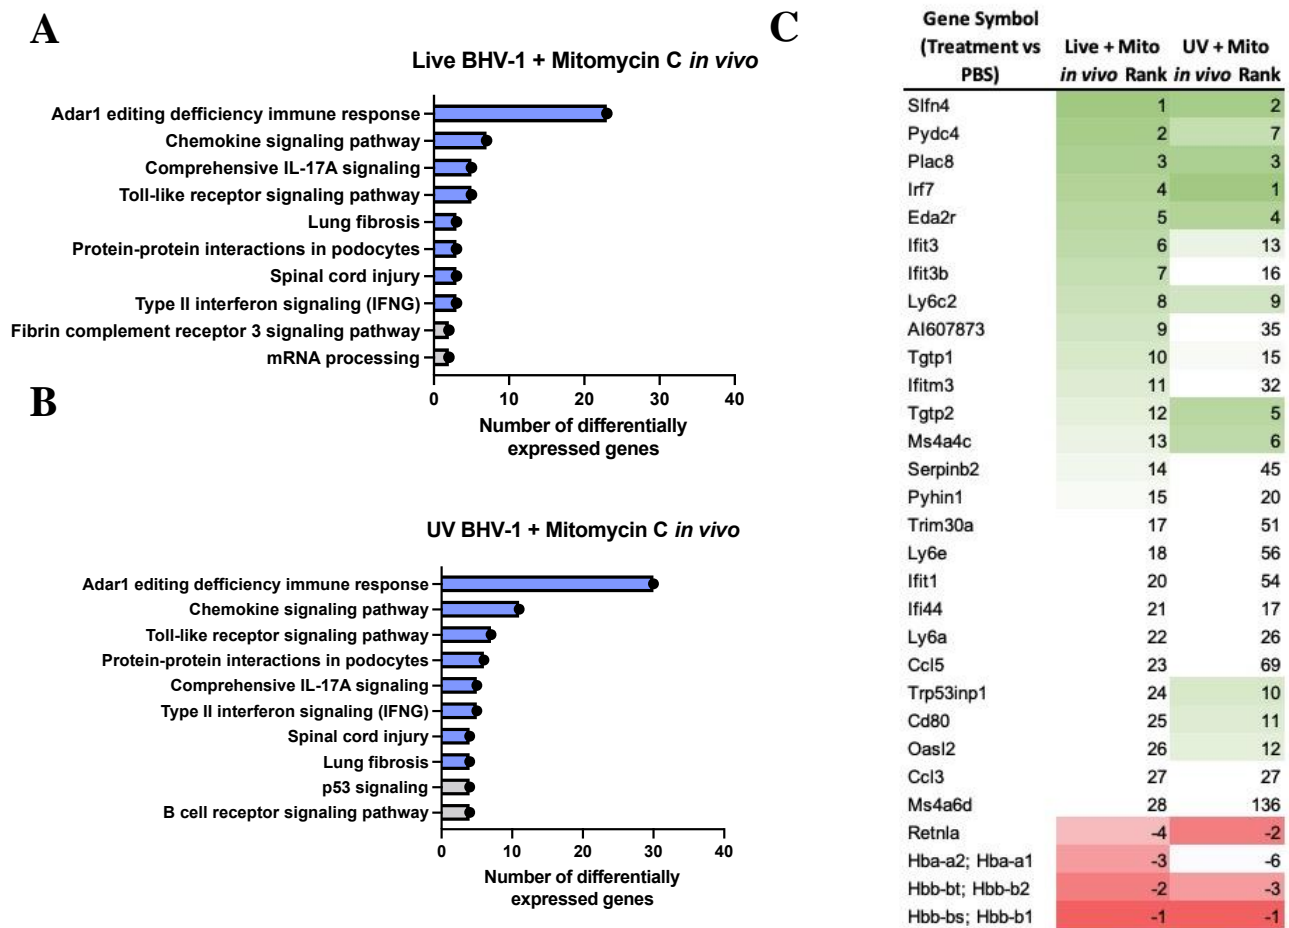 A
Live BHV-1 + Mitomycin C in vivo
Adar1 editing defficiency immune response
Chemokine signaling pathway
Comprehensive IL-17A signaling
Toll-like receptor signaling pathway
Lung fibrosis
Protein-protein interactions in podocytes
Spinal cord injury
Type II interferon signaling (IFNG)
Fibrin complement receptor 3 signaling pathway
mRNA processing
0 10 20 30 40
Number of differentially
expressed genes
B
UV BHV-1 + Mitomycin C in vivo
Adar1 editing defficiency immune response
Chemokine signaling pathway
Toll-like receptor signaling pathway
Protein-protein interactions in podocytes
Comprehensive IL-17A signaling
Type II interferon signaling (IFNG)
Spinal cord injury
Lung fibrosis
p53 signaling
B cell receptor signaling pathway
0 10 20 30 40
Number of differentially
expressed genes
C
Gene Symbol
(Treatment vs Live + Mito UV + Mito
PBS) in vivo Rank in vivo Rank
Slfn4 1 2
Pydc4 2 7
Plac8 3 3
Irf7 4 1
Eda2r 5 4
Ifit3 6 13
Ifit3b 7 16
Ly6c2 8 9
AI607873 9 35
Tgtp1 10 15
Ifitm3 11 32
Tgtp2 12 5
Ms4a4c 13 6
Serpinb2 14 45
Pyhin1 15 20
Trim30a 17 51
Ly6e 18 56
Ifit1 20 54
Ifi44 21 17
Ly6a 22 26
Ccl5 23 69
Trp53inp1 24 10
Cd80 25 11
Oasl2 26 12
Ccl3 27 27
Ms4a6d 28 136
Retnla -4 -2
Hba-a2; Hba-a1 -3 -6
Hbb-bt; Hbb-b2 -2 -3
Hbb-bs; Hbb-b1 -1 -1